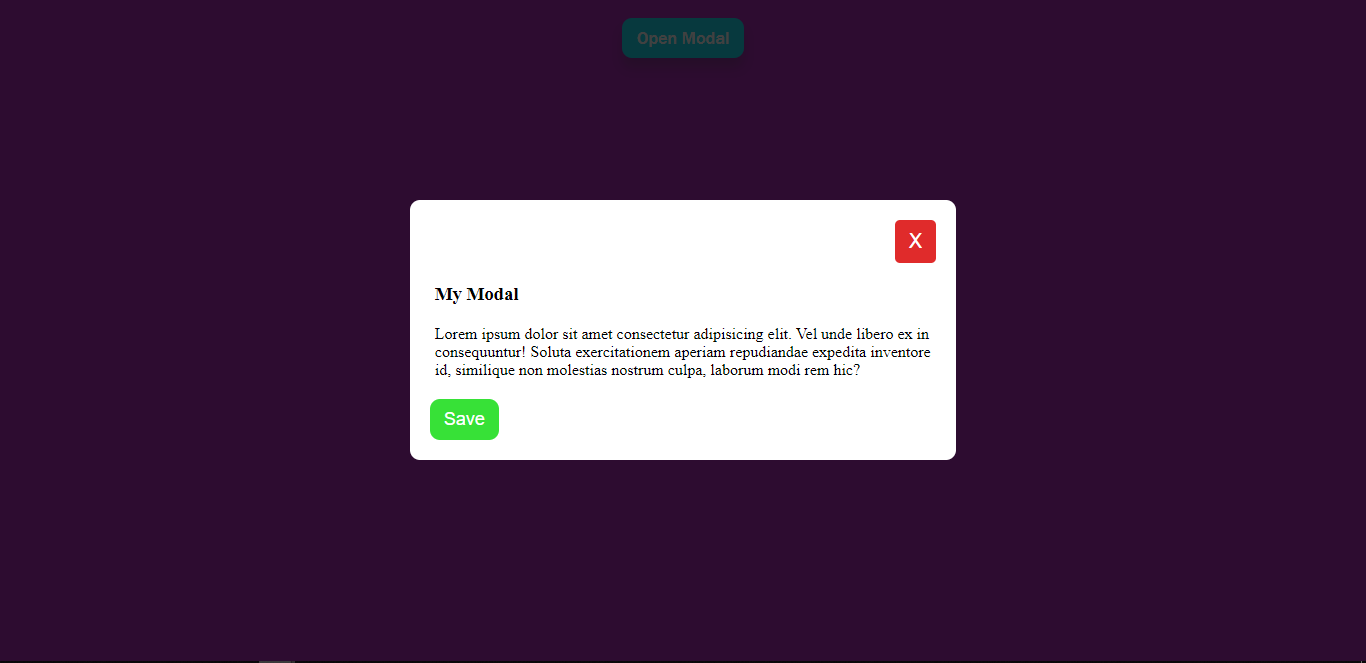 Open Modal
X
My Modal
Lorem ipsum dolor sit amet consectetur adipisicing elit. Vel unde libero ex in
consequuntur! Soluta exercitationem aperiam repudiandae expedita inventore
id, similique non molestias nostrum culpa, laborum modi rem hic?
Save